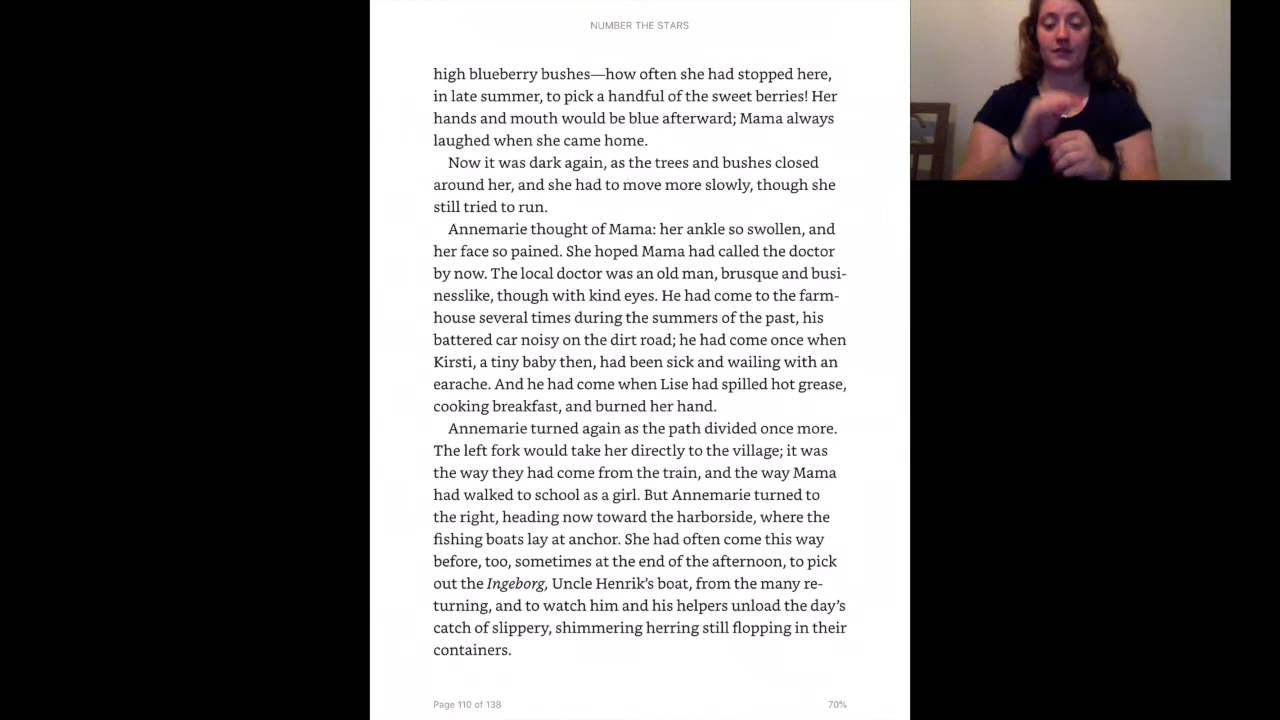 NUMBER THE STARS
high blueberry bushes—how often she had stopped here,
in late summer, to pick a handful of the sweet berries! Her
hands and mouth would be blue afterward; Mama always
laughed when she came home.
Now it was dark again, as the trees and bushes closed
around her, and she had to move more slowly, though she
still tried to run.
Annemarie thought of Mama: her ankle so swollen, and
her face so pained. She hoped Mama had called the doctor
by now. The local doctor was an old man, brusque and busi-
nesslike, though with kind eyes. He had come to the farm-
house several times during the summers of the past, his
battered car noisy on the dirt road; he had come once when
Kirsti, a tiny baby then, had been sick and wailing with an
earache. And he had come when Lise had spilled hot grease,
cooking breakfast, and burned her hand.
Annemarie turned again as the path divided once more.
The left fork would take her directly to the village; it was
the way they had come from the train, and the way Mama
had walked to school as a girl. But Annemarie turned to
the right, heading now toward the harborside, where the
fishing boats lay at anchor. She had often come this way
before, too, sometimes at the end of the afternoon, to pick
out the Ingeborg, Uncle Henrik’s boat, from the many re-
turning, and to watch him and his helpers unload the day’s
catch of slippery, shimmering herring still flopping in their
containers.
Page 110 of 138
70%